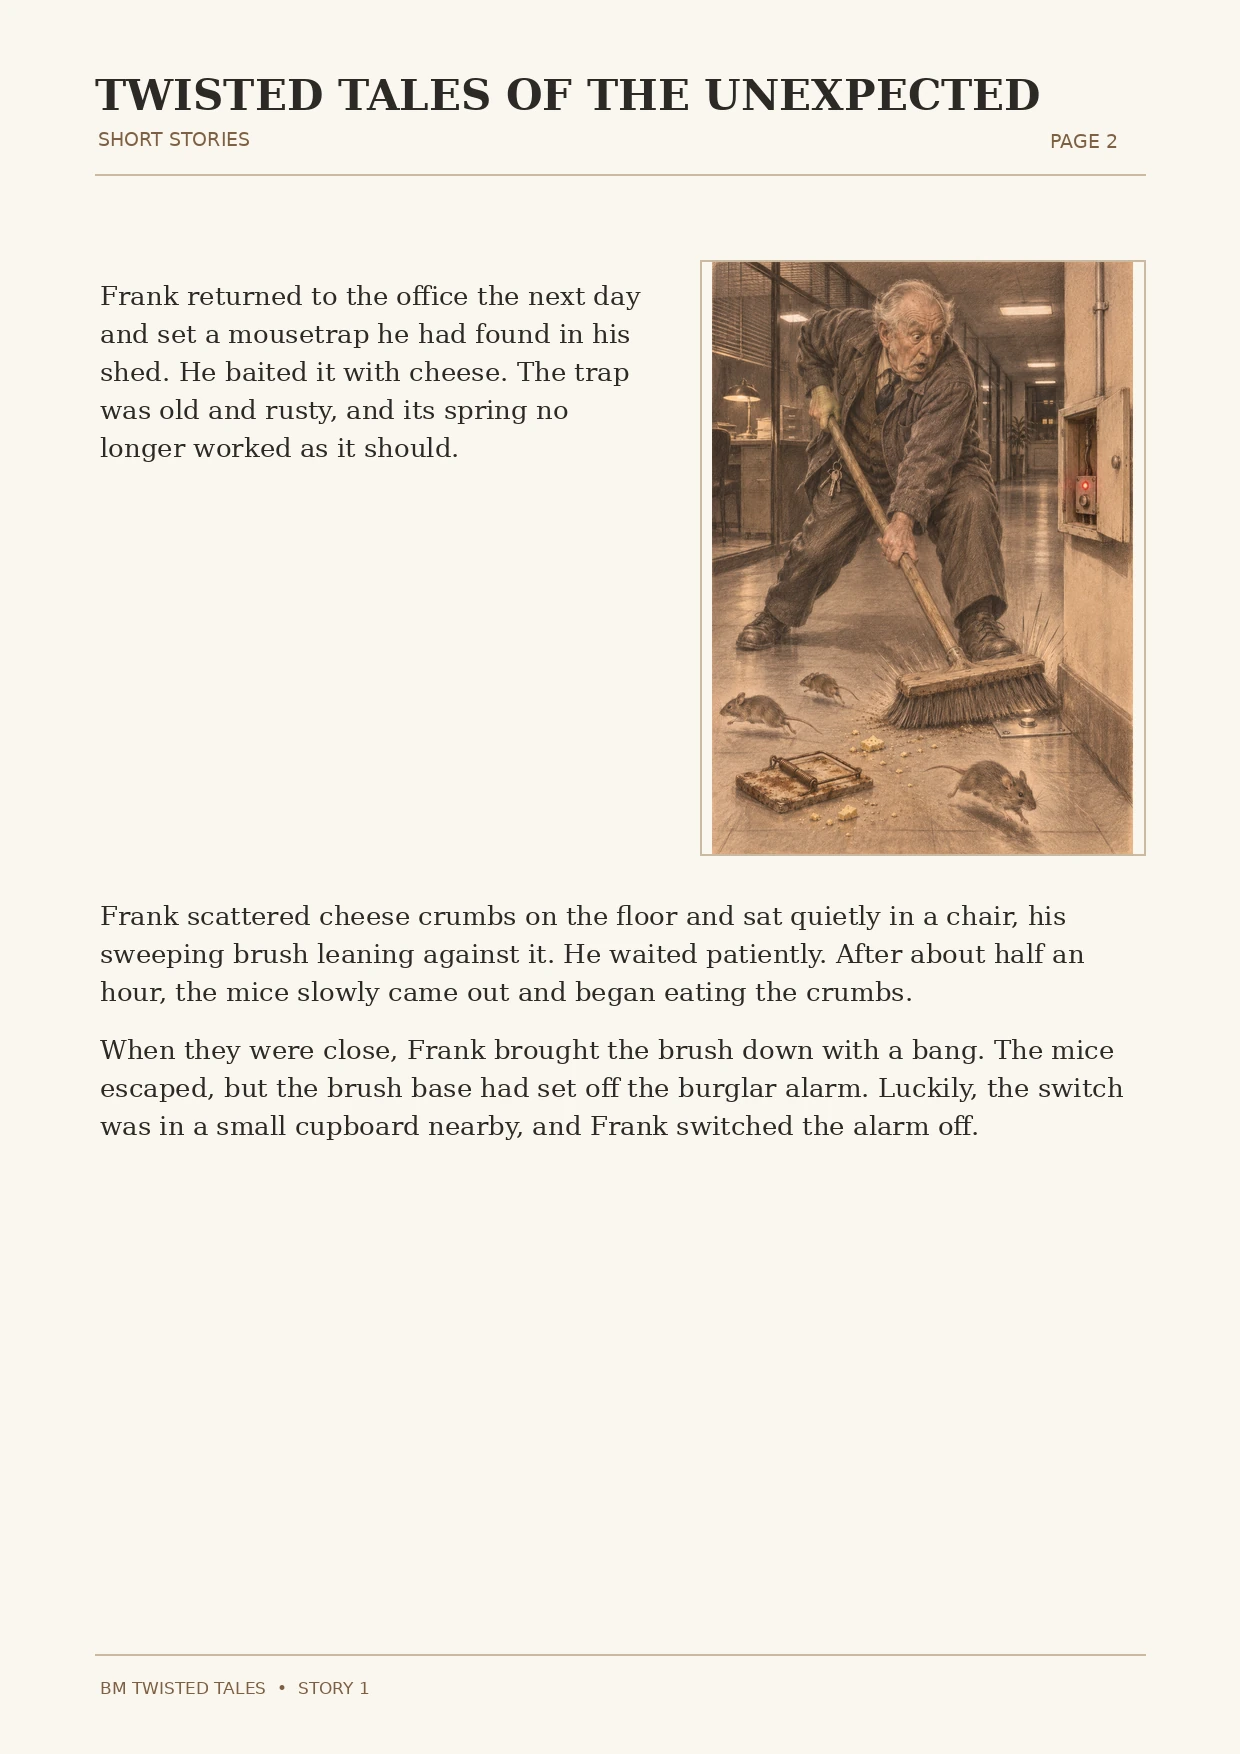 TWISTED TALES OF THE UNEXPECTED
SHORT STORIES
PAGE 2
Frank returned to the office the next day
and set a mousetrap he had found in his
shed. He baited it with cheese. The trap
was old and rusty, and its spring no
longer worked as it should.
Frank scattered cheese crumbs on the floor and sat quietly in a chair, his
sweeping brush leaning against it. He waited patiently. After about half an
hour, the mice slowly came out and began eating the crumbs.
When they were close, Frank brought the brush down with a bang. The mice
escaped, but the brush base had set off the burglar alarm. Luckily, the switch
was in a small cupboard nearby, and Frank switched the alarm off.
BM TWISTED TALES • STORY 1